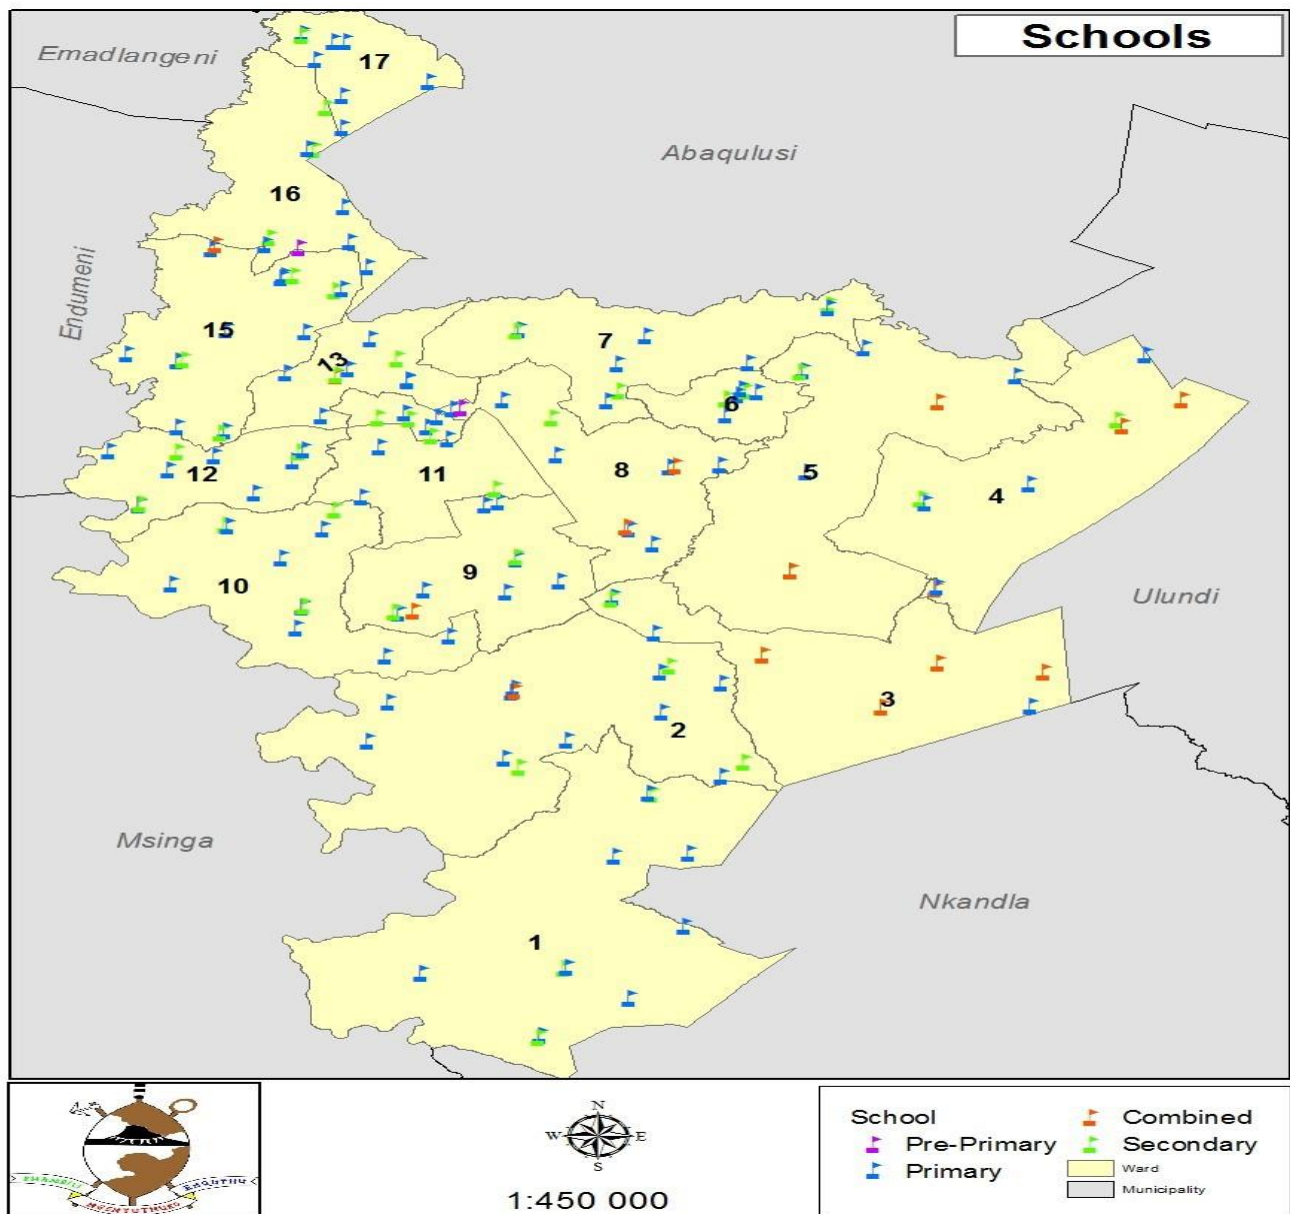 Schools
Emadlangeni
17
Abaqulusi
16
Endumeni
15
7
13
6
12
11
8
5
4
9
10
Ulundi
3
2
Msinga
Nkandla
1
N
W E
S
1:450 000
School
Pre-Primary
Primary
Combined
Secondary
Ward
Municipality